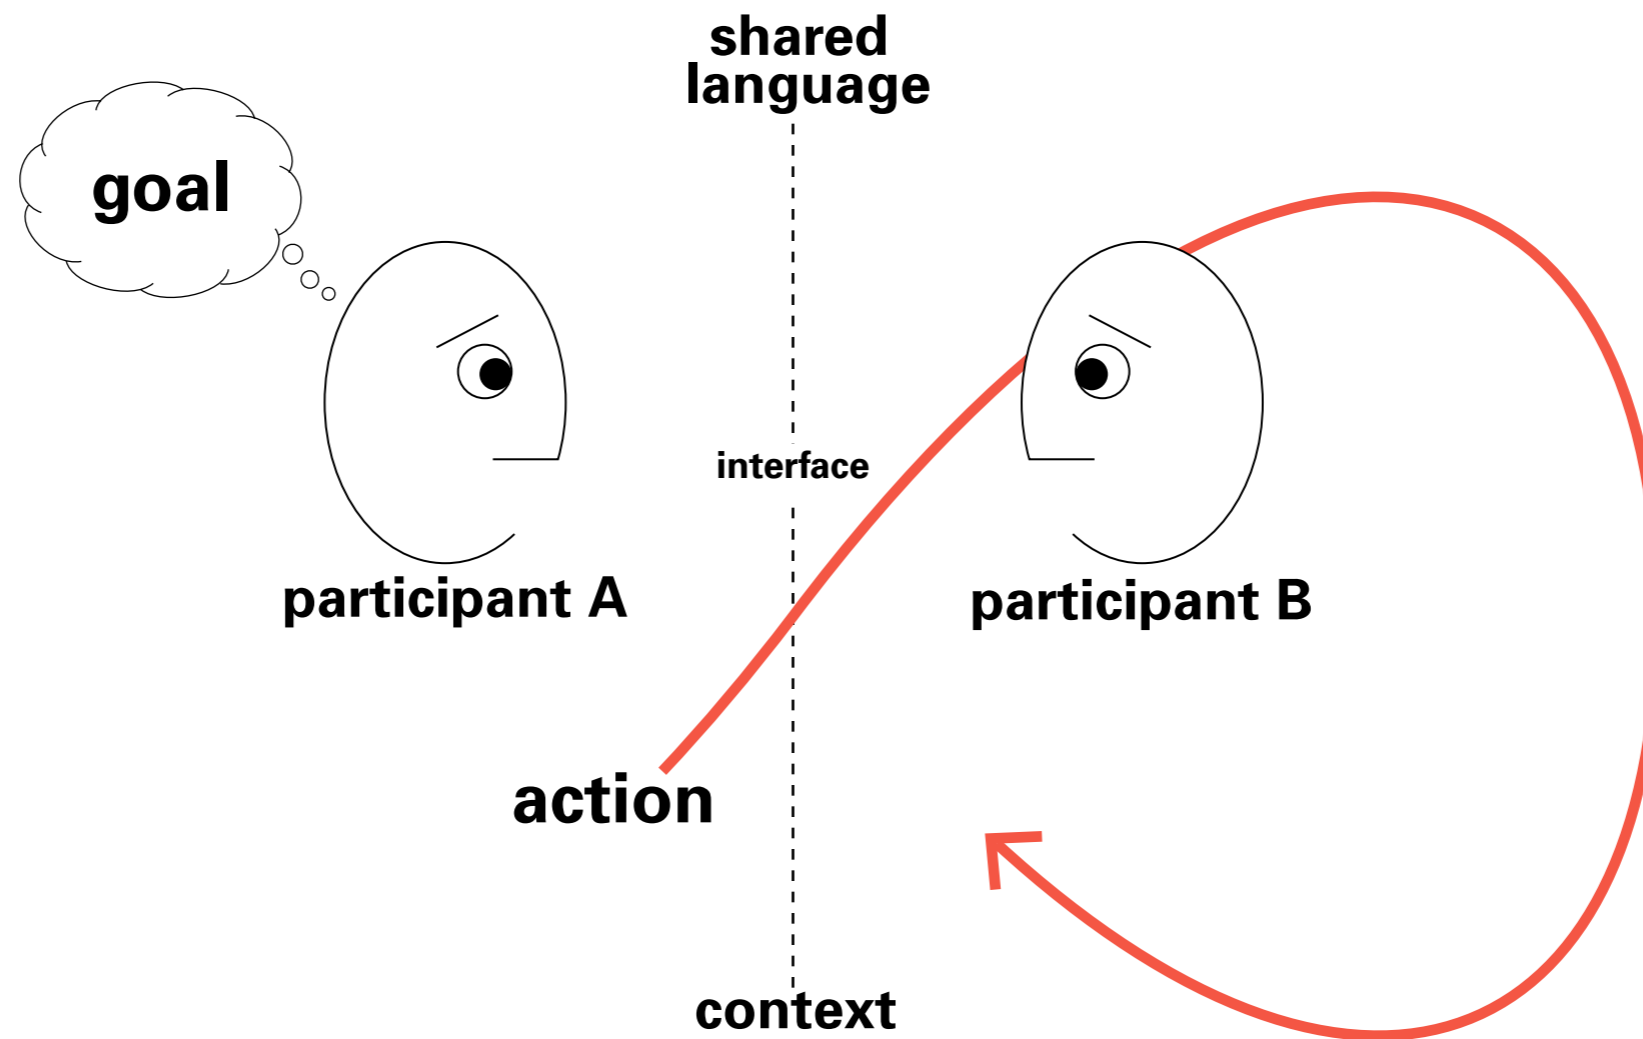 shared
language
goal
interface
participant A
participant B
action
context